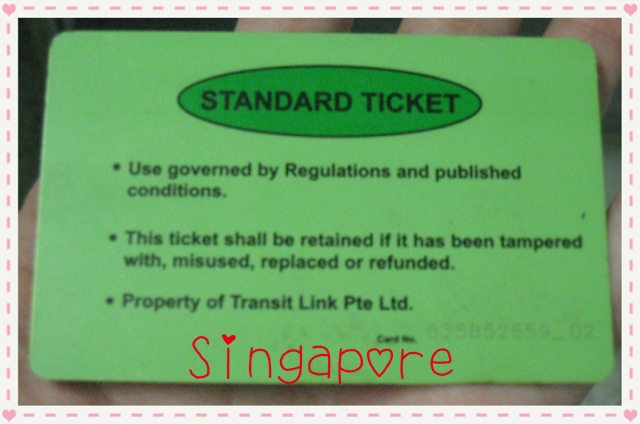 STANDARD TICKET
• Use governed by Regulations and published
conditions.
• This ticket shall be retained if it has been tampered
with, misused, replaced or refunded.
• Property of Transit Link Pte Ltd.
Card No. 835852559_02
Singapore